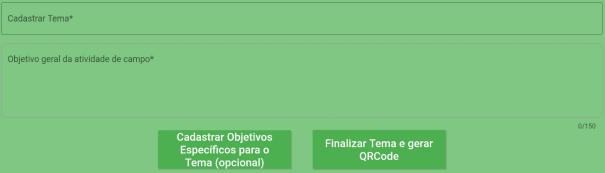 Cadastrar Tema*
Objetivo geral da atividade de campo*
0/150
Cadastrar Objetivos
Específicos para o
Tema (opcional)
Finalizar Tema e gerar
QRCode